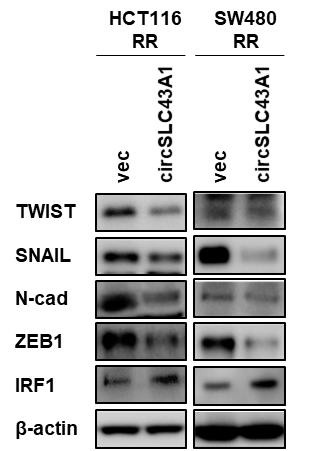 HCT116 SW480
RR RR
vec circSLC43A1 vec circSLC43A1
TWIST
SNAIL
N-cad
ZEB1
IRF1
β-actin